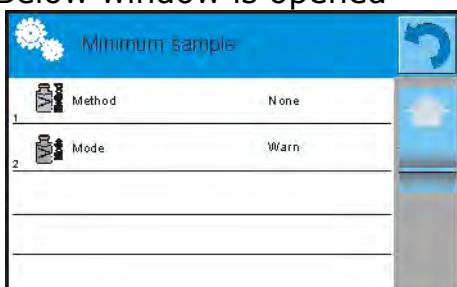 Below window is opened
Minimum sample
Method None
1
Mode Warn
2